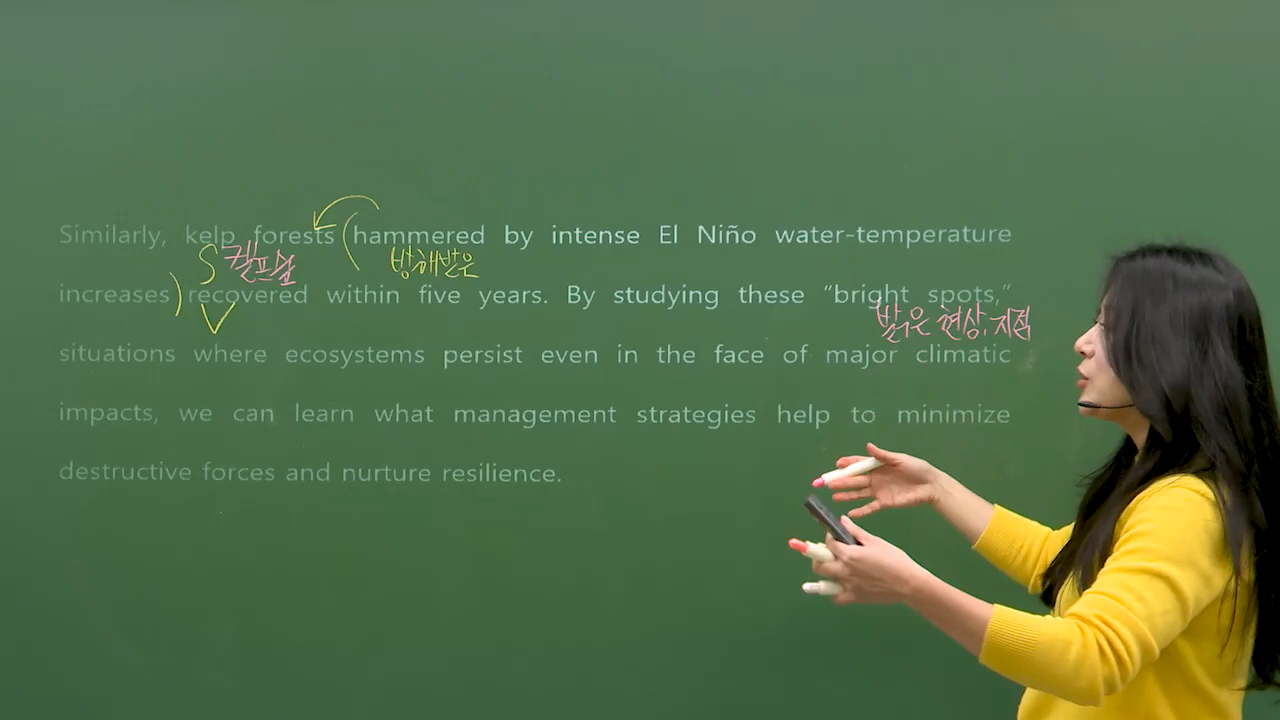 Similarly, kelp forests (hammered by intense El Niño water-temperature
S 켈프숲 방해받은
increases) recovered within five years. By studying these “bright spots,”
V 밝은 현상, 지점
situations where ecosystems persist even in the face of major climatic
impacts, we can learn what management strategies help to minimize
destructive forces and nurture resilience.